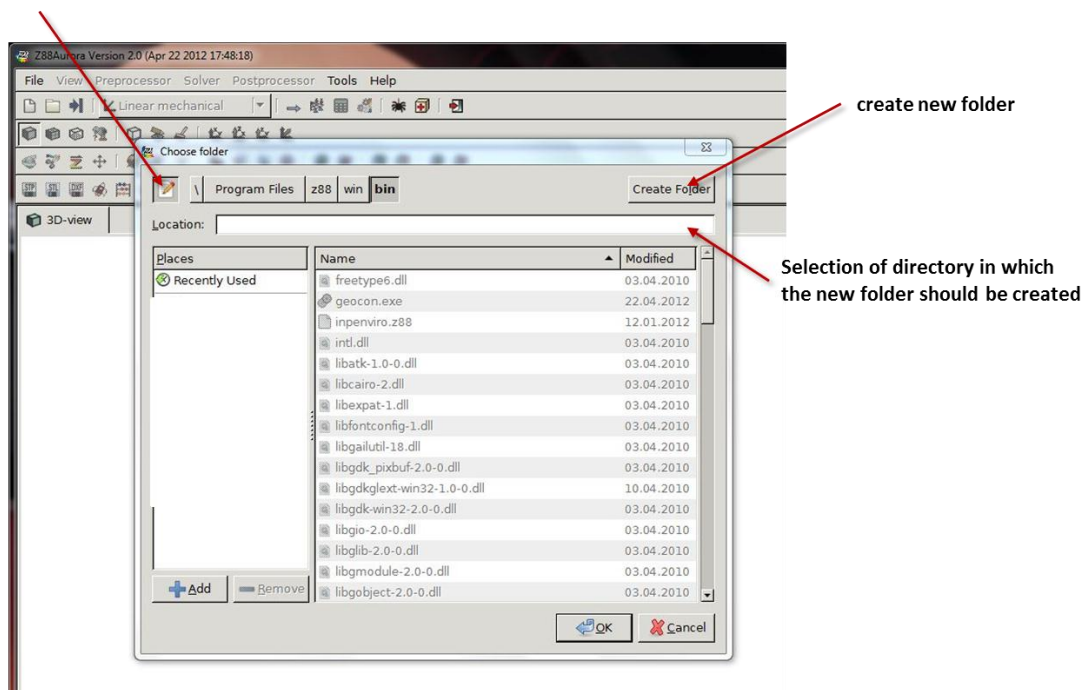 Z88Aurora Version 2.0 (Apr 22 2012 17:48:18)
File View Preprocessor Solver Postprocessor Tools Help
Linear mechanical
create new folder
Choose folder
STP STL DXF
\ Program Files z88 win bin Create Folder
3D-view
Location:
Selection of directory in which
the new folder should be created
Places
Recently Used
Name Modified
freetype6.dll 03.04.2010
geocon.exe 22.04.2012
inpenviro.z88 12.01.2012
intl.dll 03.04.2010
libatk-1.0-0.dll 03.04.2010
libcairo-2.dll 03.04.2010
libexpat-1.dll 03.04.2010
libfontconfig-1.dll 03.04.2010
libgailutil-18.dll 03.04.2010
libgdk_pixbuf-2.0-0.dll 03.04.2010
libgdkglext-win32-1.0-0.dll 10.04.2010
libgdk-win32-2.0-0.dll 03.04.2010
libgio-2.0-0.dll 03.04.2010
libglib-2.0-0.dll 03.04.2010
libgmodule-2.0-0.dll 03.04.2010
libgobject-2.0-0.dll 03.04.2010
Add Remove
OK Cancel